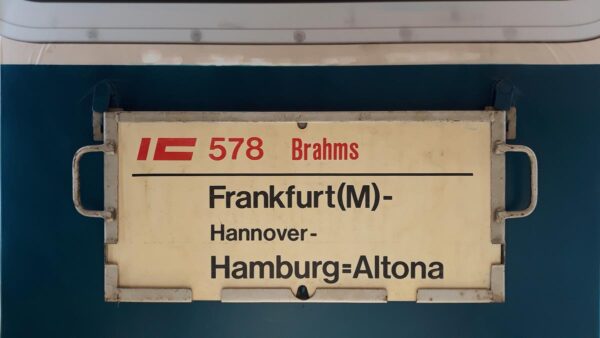 IC 578 Brahms
Frankfurt(M)-
Hannover-
Hamburg=Altona